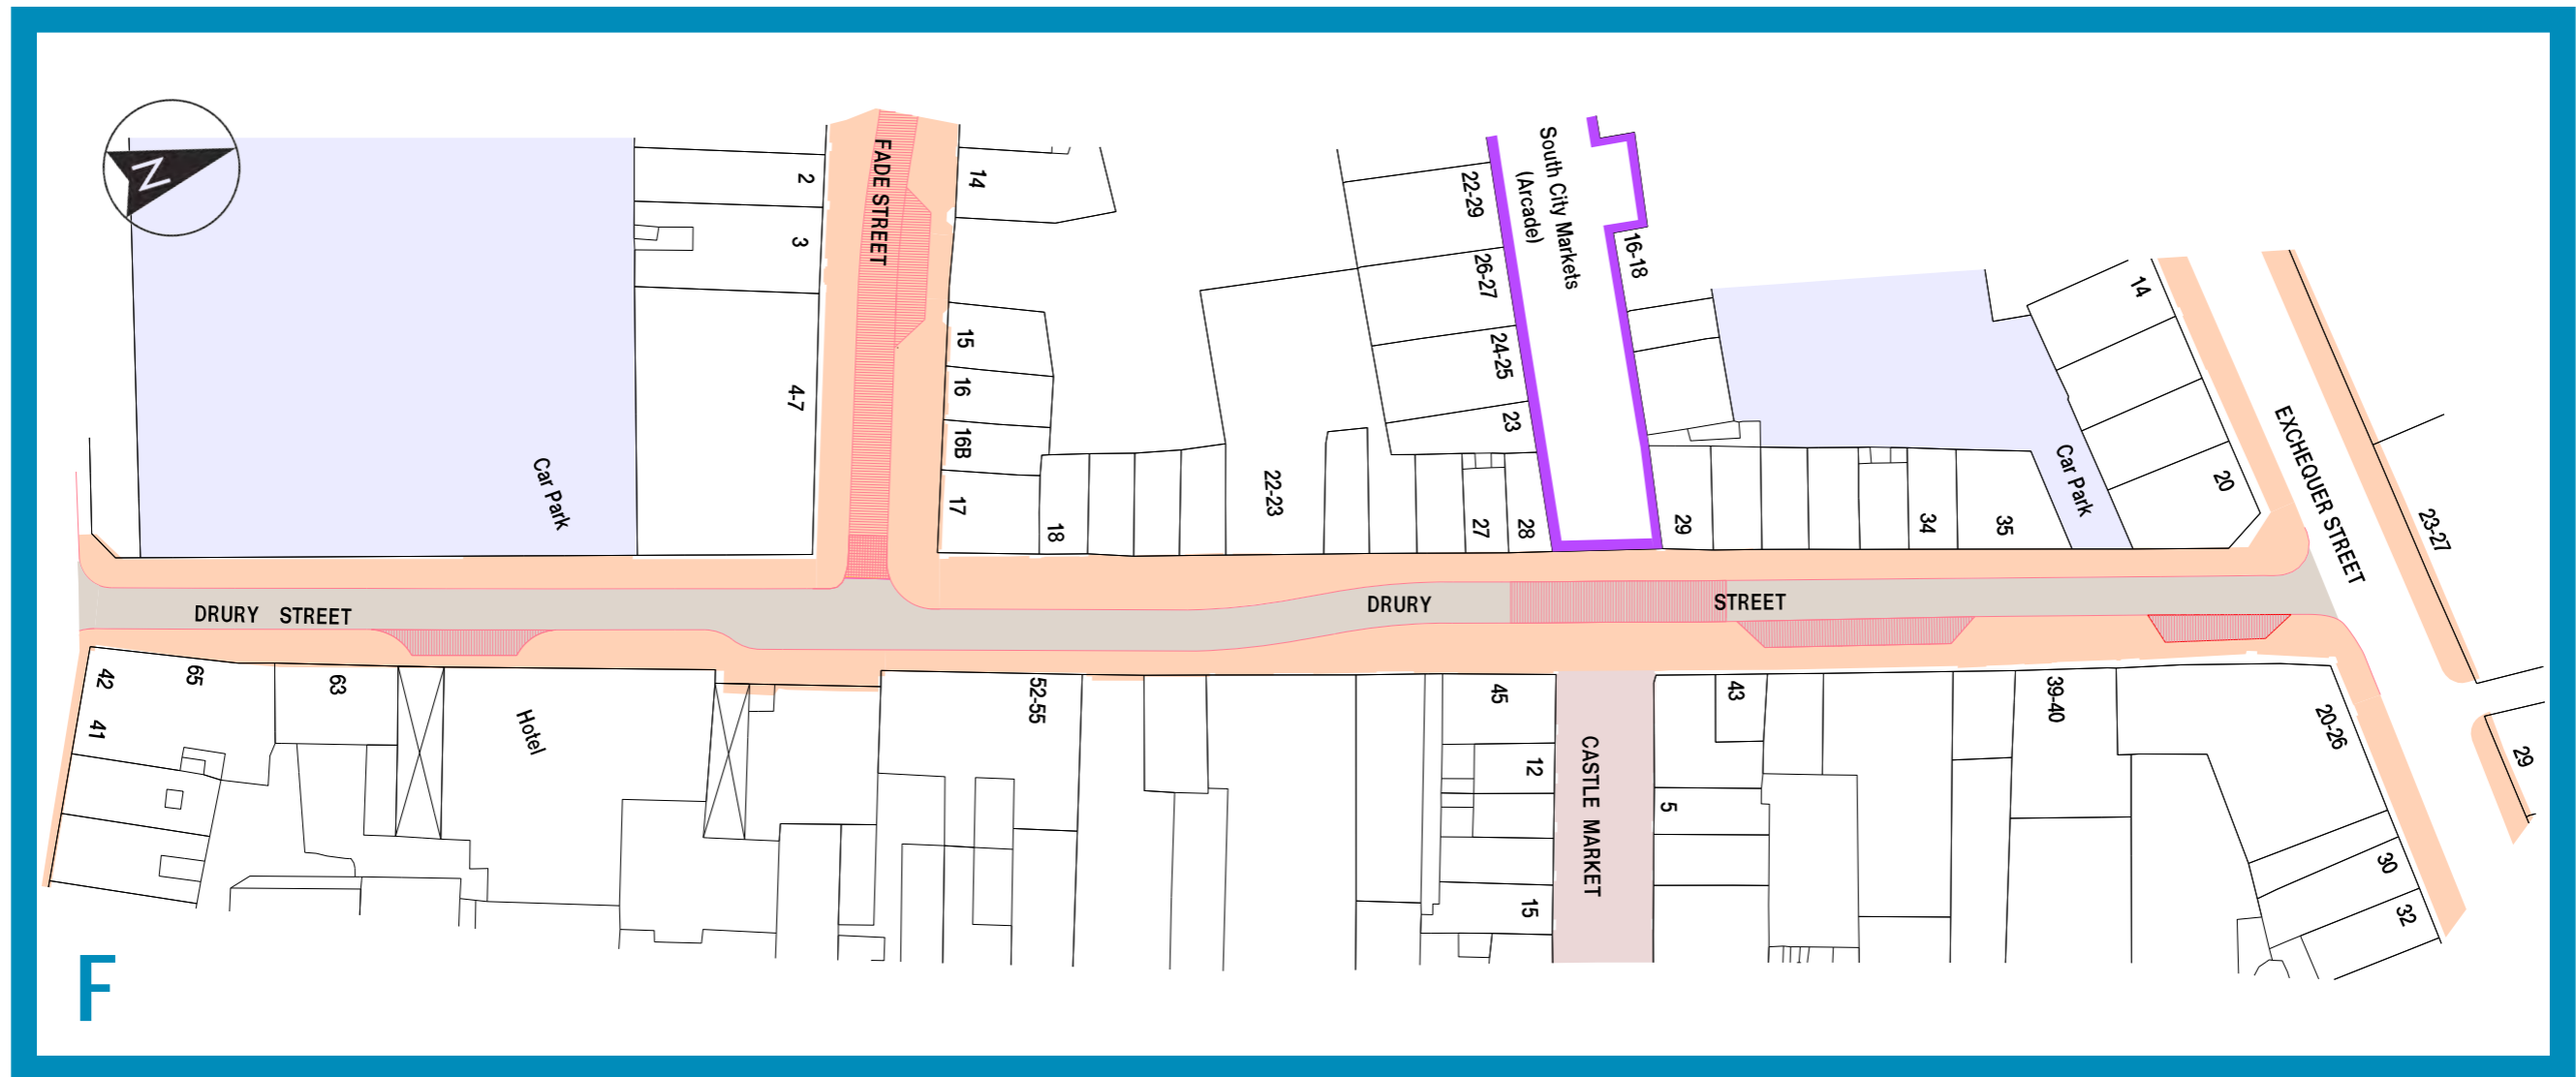 N
Car Park
2
3
4-7
FADE STREET
14
15
16
16B
17
18
22-23
22-29
26-27
24-25
23
27
28
South City Markets
(Arcade)
16-18
29
34
35
Car Park
14
20
EXCHEQUER STREET
23-27
29
DRURY STREET
DRURY STREET
42
41
65
63
Hotel
52-55
45
12
15
CASTLE MARKET
43
5
39-40
20-26
30
32
F